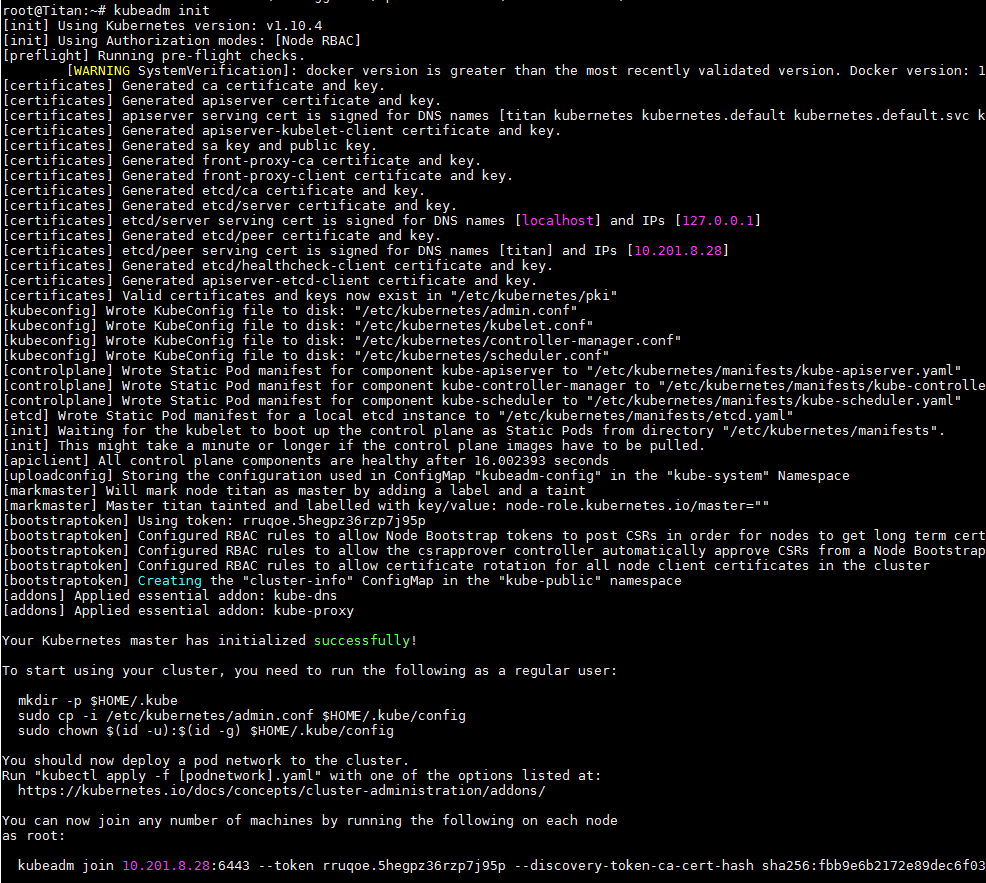 root@Titan:~# kubeadm init
[init] Using Kubernetes version: v1.10.4
[init] Using Authorization modes: [Node RBAC]
[preflight] Running pre-flight checks.
        [WARNING SystemVerification]: docker version is greater than the most recently validated version. Docker version: 1
[certificates] Generated ca certificate and key.
[certificates] Generated apiserver certificate and key.
[certificates] apiserver serving cert is signed for DNS names [titan kubernetes kubernetes.default kubernetes.default.svc k
[certificates] Generated apiserver-kubelet-client certificate and key.
[certificates] Generated sa key and public key.
[certificates] Generated front-proxy-ca certificate and key.
[certificates] Generated front-proxy-client certificate and key.
[certificates] Generated etcd/ca certificate and key.
[certificates] Generated etcd/server certificate and key.
[certificates] etcd/server serving cert is signed for DNS names [localhost] and IPs [127.0.0.1]
[certificates] Generated etcd/peer certificate and key.
[certificates] etcd/peer serving cert is signed for DNS names [titan] and IPs [10.201.8.28]
[certificates] Generated etcd/healthcheck-client certificate and key.
[certificates] Generated apiserver-etcd-client certificate and key.
[certificates] Valid certificates and keys now exist in "/etc/kubernetes/pki"
[kubeconfig] Wrote KubeConfig file to disk: "/etc/kubernetes/admin.conf"
[kubeconfig] Wrote KubeConfig file to disk: "/etc/kubernetes/kubelet.conf"
[kubeconfig] Wrote KubeConfig file to disk: "/etc/kubernetes/controller-manager.conf"
[kubeconfig] Wrote KubeConfig file to disk: "/etc/kubernetes/scheduler.conf"
[controlplane] Wrote Static Pod manifest for component kube-apiserver to "/etc/kubernetes/manifests/kube-apiserver.yaml"
[controlplane] Wrote Static Pod manifest for component kube-controller-manager to "/etc/kubernetes/manifests/kube-controlle
[controlplane] Wrote Static Pod manifest for component kube-scheduler to "/etc/kubernetes/manifests/kube-scheduler.yaml"
[etcd] Wrote Static Pod manifest for a local etcd instance to "/etc/kubernetes/manifests/etcd.yaml"
[init] Waiting for the kubelet to boot up the control plane as Static Pods from directory "/etc/kubernetes/manifests".
[init] This might take a minute or longer if the control plane images have to be pulled.
[apiclient] All control plane components are healthy after 16.002393 seconds
[uploadconfig] Storing the configuration used in ConfigMap "kubeadm-config" in the "kube-system" Namespace
[markmaster] Will mark node titan as master by adding a label and a taint
[markmaster] Master titan tainted and labelled with key/value: node-role.kubernetes.io/master=""
[bootstraptoken] Using token: rruqoe.5hegpz36rzp7j95p
[bootstraptoken] Configured RBAC rules to allow Node Bootstrap tokens to post CSRs in order for nodes to get long term cert
[bootstraptoken] Configured RBAC rules to allow the csrapprover controller automatically approve CSRs from a Node Bootstrap
[bootstraptoken] Configured RBAC rules to allow certificate rotation for all node client certificates in the cluster
[bootstraptoken] Creating the "cluster-info" ConfigMap in the "kube-public" namespace
[addons] Applied essential addon: kube-dns
[addons] Applied essential addon: kube-proxy

Your Kubernetes master has initialized successfully!

To start using your cluster, you need to run the following as a regular user:

  mkdir -p $HOME/.kube
  sudo cp -i /etc/kubernetes/admin.conf $HOME/.kube/config
  sudo chown $(id -u):$(id -g) $HOME/.kube/config

You should now deploy a pod network to the cluster.
Run "kubectl apply -f [podnetwork].yaml" with one of the options listed at:
  https://kubernetes.io/docs/concepts/cluster-administration/addons/

You can now join any number of machines by running the following on each node
as root:

  kubeadm join 10.201.8.28:6443 --token rruqoe.5hegpz36rzp7j95p --discovery-token-ca-cert-hash sha256:fbb9e6b2172e89dec6f03